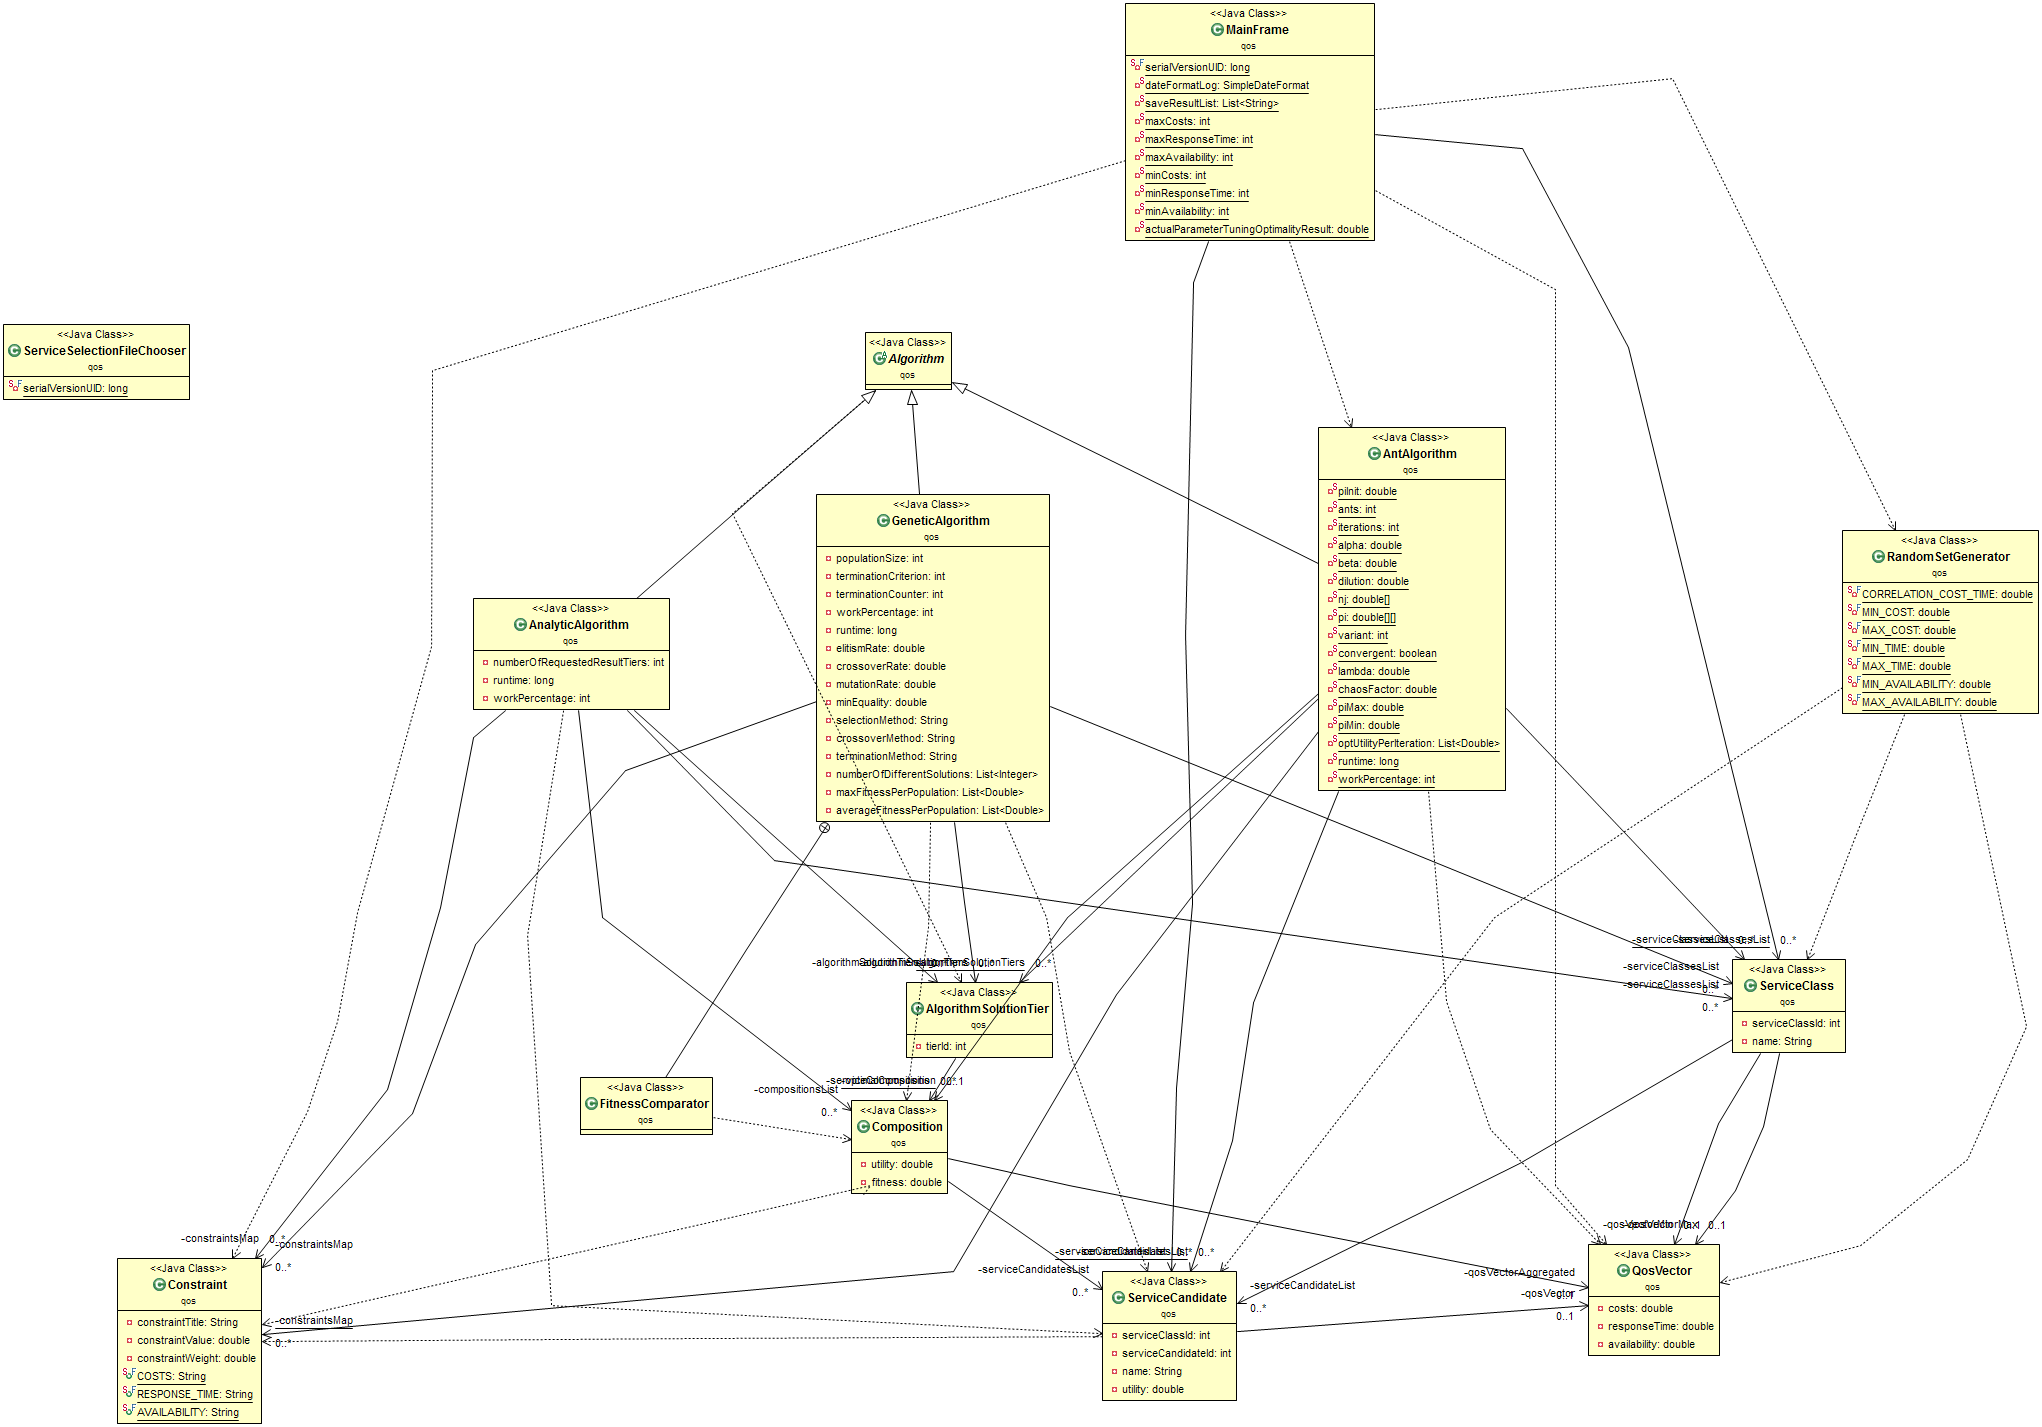 <<Java Class>>
MainFrame
qos
serialVersionUID: long
dateFormatLog: SimpleDateFormat
saveResultList: List<String>
maxCosts: int
maxResponseTime: int
maxAvailability: int
minCosts: int
minResponseTime: int
minAvailability: int
actualParameterTuningOptimalityResult: double
<<Java Class>>
ServiceSelectionFileChooser
qos
serialVersionUID: long
<<Java Class>>
Algorithm
qos
<<Java Class>>
AntAlgorithm
qos
piInit: double
ants: int
iterations: int
alpha: double
beta: double
dilution: double
nj: double[]
pi: double[][]
variant: int
convergent: boolean
lambda: double
chaosFactor: double
piMax: double
piMin: double
optUtilityPerIteration: List<Double>
runtime: long
workPercentage: int
<<Java Class>>
GeneticAlgorithm
qos
populationSize: int
terminationCriterion: int
terminationCounter: int
workPercentage: int
runtime: long
elitismRate: double
crossoverRate: double
mutationRate: double
minEquality: double
selectionMethod: String
crossoverMethod: String
terminationMethod: String
numberOfDifferentSolutions: List<Integer>
maxFitnessPerPopulation: List<Double>
averageFitnessPerPopulation: List<Double>
<<Java Class>>
RandomSetGenerator
qos
CORRELATION_COST_TIME: double
MIN_COST: double
MAX_COST: double
MIN_TIME: double
MAX_TIME: double
MIN_AVAILABILITY: double
MAX_AVAILABILITY: double
<<Java Class>>
AnalyticAlgorithm
qos
numberOfRequestedResultTiers: int
runtime: long
workPercentage: int
0..*
-serviceClassesList
0..*
-serviceClassesList
0..*
0..*
<<Java Class>>
ServiceClass
qos
serviceClassId: int
name: String
<<Java Class>>
AlgorithmSolutionTier
qos
tierId: int
<<Java Class>>
FitnessComparator
qos
-compositionsList
0..*
<<Java Class>>
Composition
qos
utility: double
fitness: double
-constraintsMap
0..*
-constraintsMap
0..*
-constraintsMap
0..*
<<Java Class>>
Constraint
qos
constraintTitle: String
constraintValue: double
constraintWeight: double
COSTS: String
RESPONSE_TIME: String
AVAILABILITY: String
0..*
-serviceCandidatesList
0..*
-serviceCandidateList
0..*
<<Java Class>>
ServiceCandidate
qos
serviceClassId: int
serviceCandidateId: int
name: String
utility: double
0..1
-qosVectorAggregated
-qosVector
0..1
<<Java Class>>
QosVector
qos
costs: double
responseTime: double
availability: double